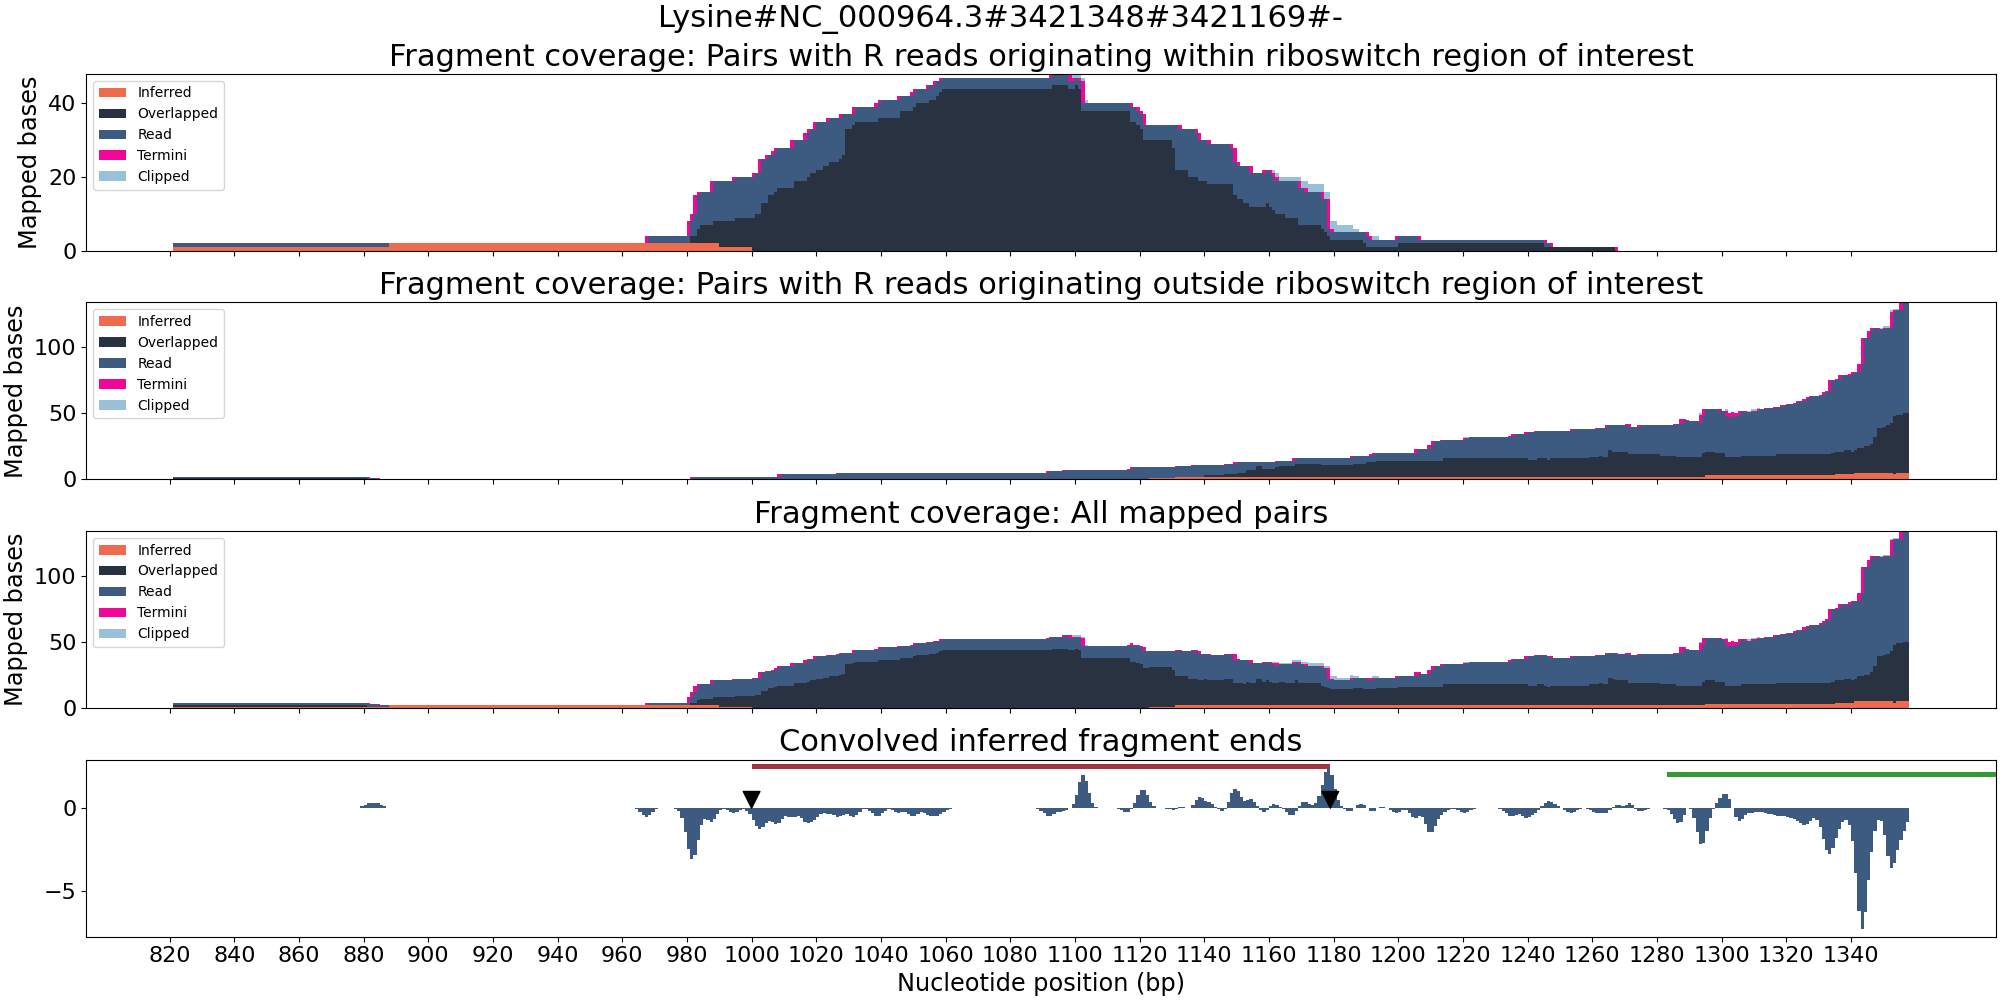 Lysine#NC_000964.3#3421348#3421169#-
Fragment coverage: Pairs with R reads originating within riboswitch region of interest
Mapped bases
40
20
0
Inferred
Overlapped
Read
Termini
Clipped
Fragment coverage: Pairs with R reads originating outside riboswitch region of interest
Mapped bases
100
50
0
Inferred
Overlapped
Read
Termini
Clipped
Fragment coverage: All mapped pairs
Mapped bases
100
50
0
Inferred
Overlapped
Read
Termini
Clipped
Convolved inferred fragment ends
0
−5
820 840 860 880 900 920 940 960 980 1000 1020 1040 1060 1080 1100 1120 1140 1160 1180 1200 1220 1240 1260 1280 1300 1320 1340
Nucleotide position (bp)